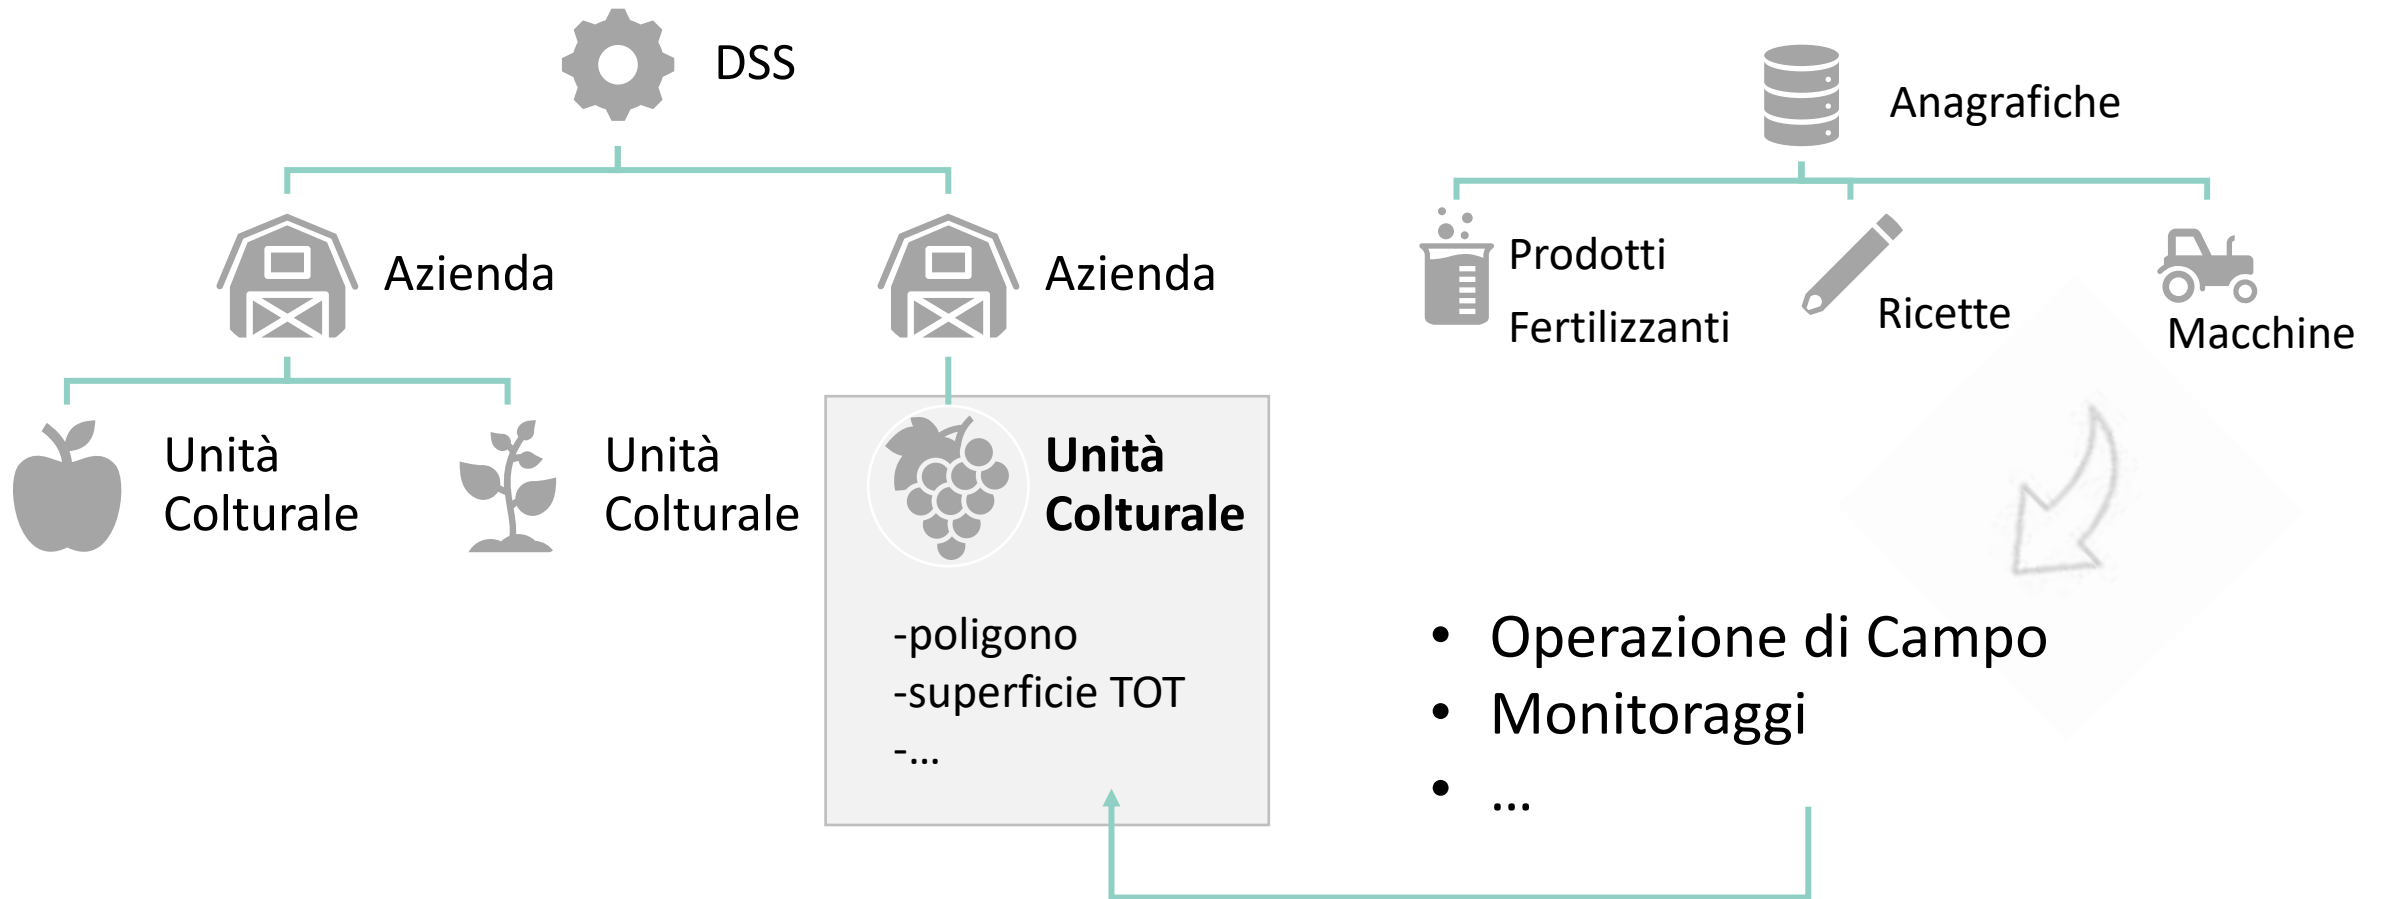 DSS
Azienda
Azienda
Unità
Colturale
Unità
Colturale
Unità
Colturale
-poligono
-superficie TOT
-...
Anagrafiche
Prodotti
Fertilizzanti
Ricette
Macchine
• Operazione di Campo
• Monitoraggi
• ...